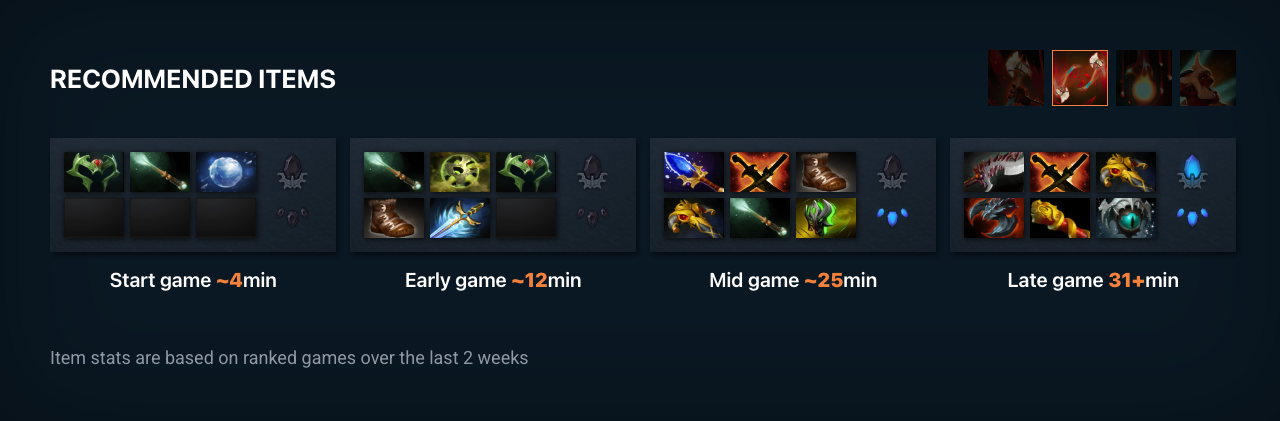 RECOMMENDED ITEMS
Start game ~4min
Early game ~12min
Mid game ~25min
Late game 31+min
Item stats are based on ranked games over the last 2 weeks